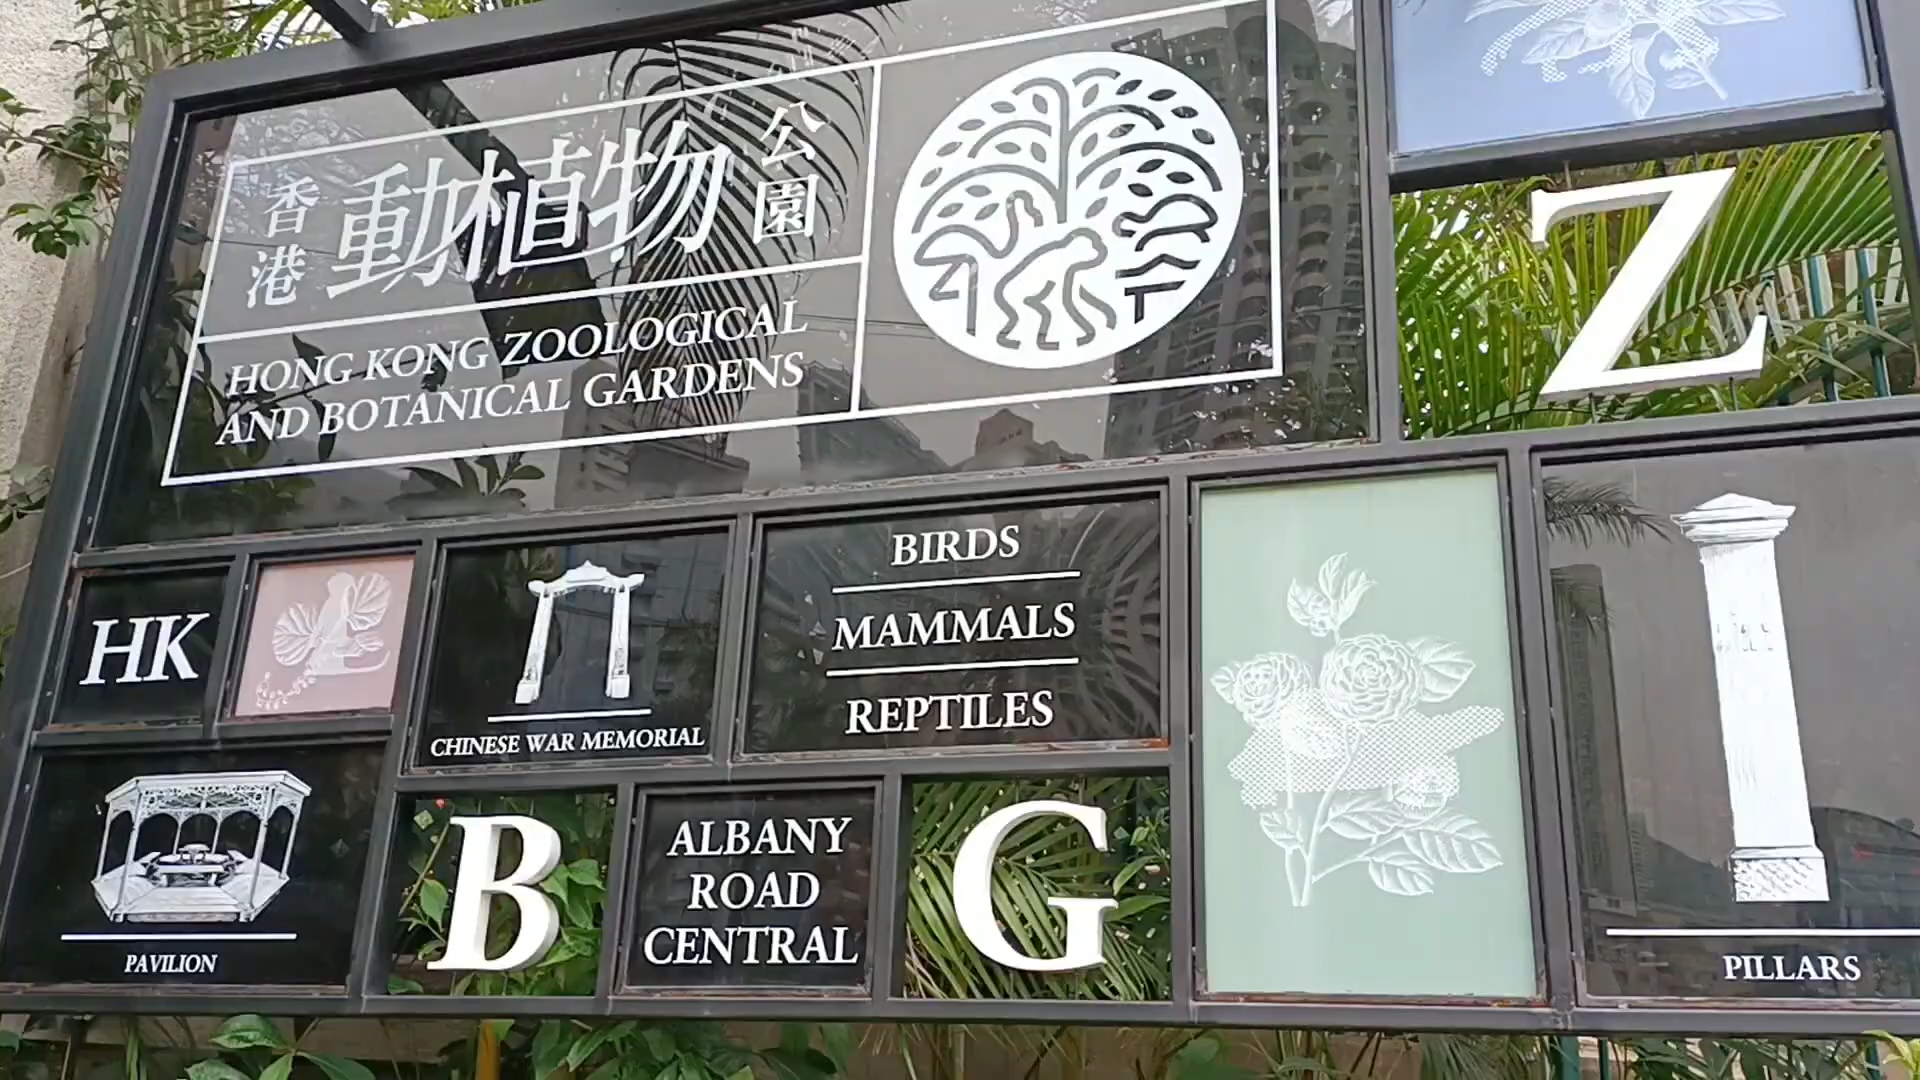 香港動植物公園
HONG KONG ZOOLOGICAL
AND BOTANICAL GARDENS
Z
HK
CHINESE WAR MEMORIAL
BIRDS
MAMMALS
REPTILES
PAVILION
B
ALBANY
ROAD
CENTRAL
G
PILLARS